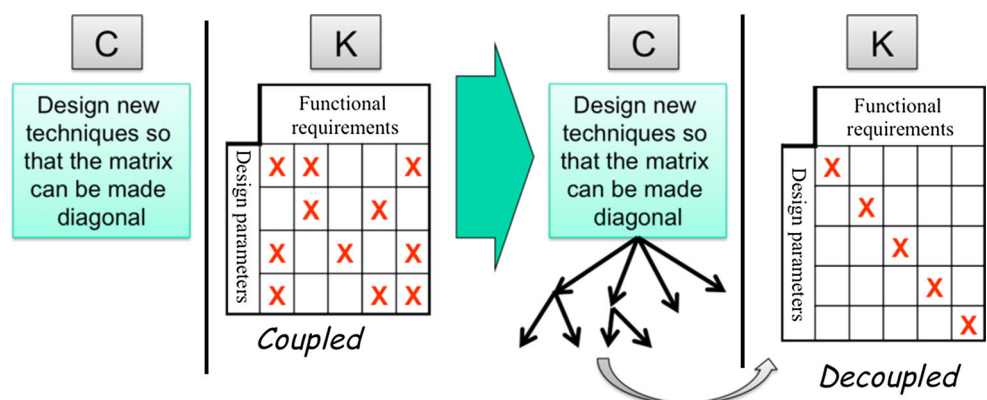 C
Design new
techniques so
that the matrix
can be made
diagonal
K
Functional
requirements
Design parameters
X X X
X X
X X X
X X X
Coupled
C
Design new
techniques so
that the matrix
can be made
diagonal
K
Functional
requirements
Design parameters
X
X
X
X
X
Decoupled